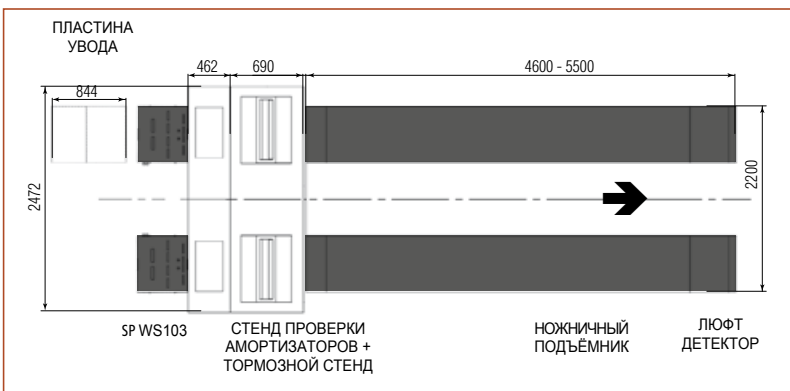 ПЛАСТИНА
УВОДА
844
462
690
4600 - 5500
2472
2200
SP WS103
СТЕНД ПРОВЕРКИ
АМОРТИЗАТОРОВ +
ТОРМОЗНОЙ СТЕНД
НОЖНИЧНЫЙ
ПОДЪЁМНИК
ЛЮФТ
ДЕТЕКТОР